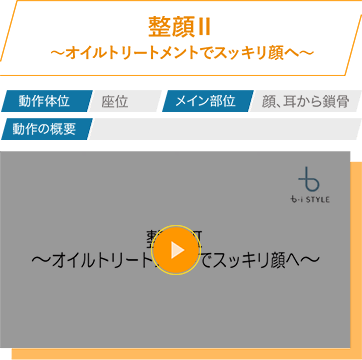 整顔Ⅱ
～オイルトリートメントでスッキリ顔へ～
動作体位 座位 メイン部位 顔、耳から鎖骨
動作の概要
b-i STYLE
整顔Ⅱ
～オイルトリートメントでスッキリ顔へ～